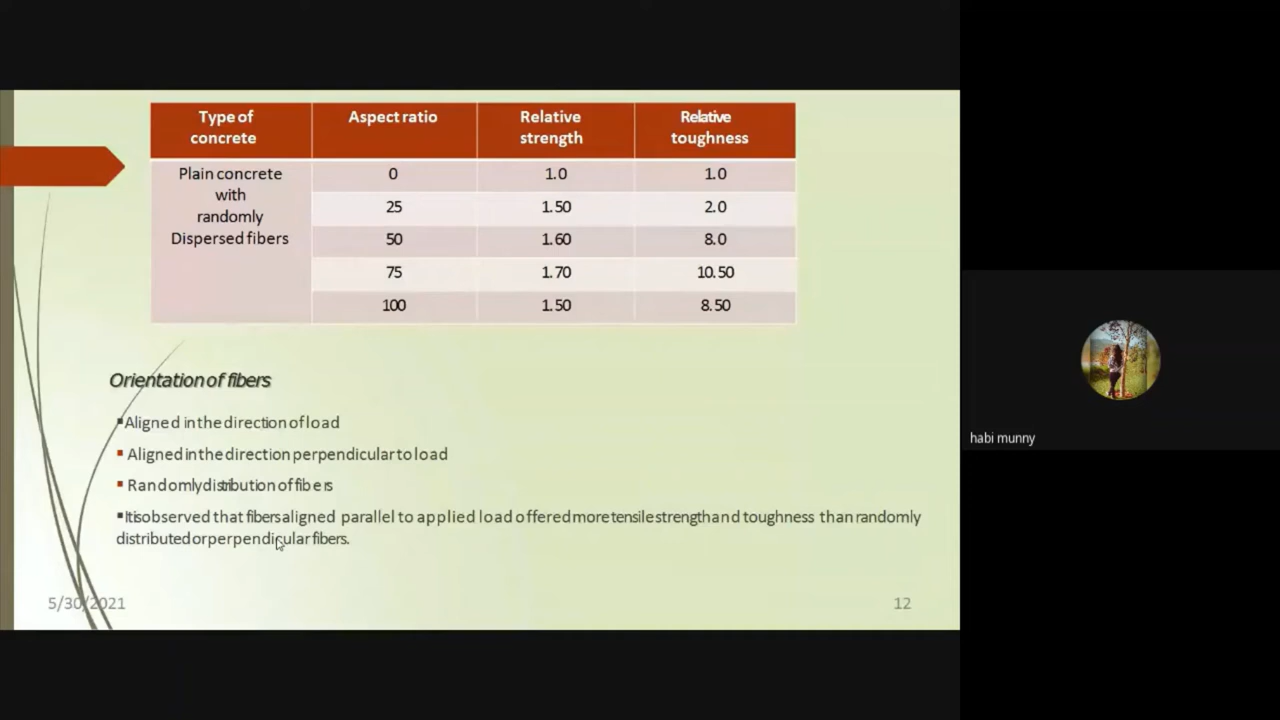 Type of concrete Aspect ratio Relative strength Relative toughness
Plain concrete with randomly Dispersed fibers 0 1.0 1.0
25 1.50 2.0
50 1.60 8.0
75 1.70 10.50
100 1.50 8.50
Orientation of fibers
▪Aligned in the direction of load
▪ Aligned in the direction perpendicular to load
▪ Randomly distribution of fibers
▪It is observed that fibers aligned parallel to applied load offered more tensile strength and toughness than randomly
distributed or perpendicular fibers.
5/30/2021 12
habi munny